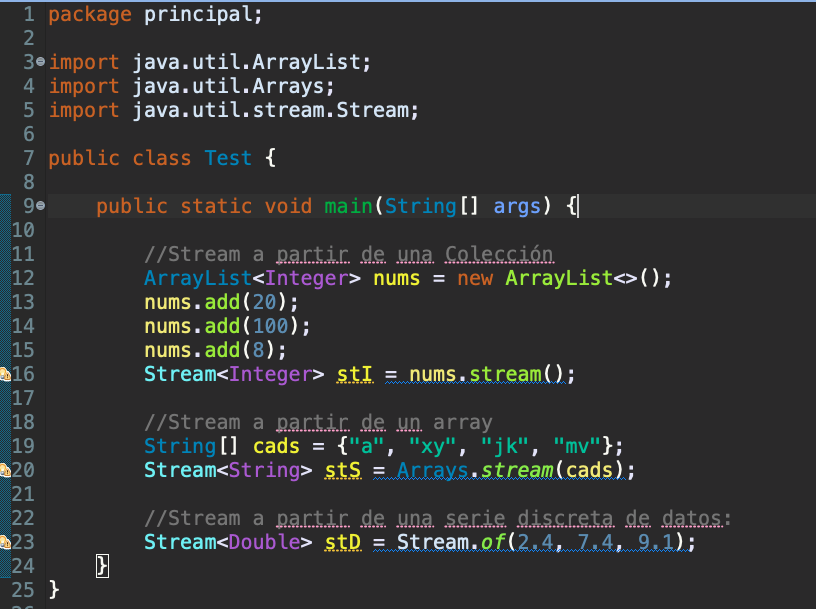 1 package principal;
2
3 import java.util.ArrayList;
4 import java.util.Arrays;
5 import java.util.stream.Stream;
6
7 public class Test {
8
9     public static void main(String[] args) {
10
11         //Stream a partir de una Colección
12         ArrayList<Integer> nums = new ArrayList<>();
13         nums.add(20);
14         nums.add(100);
15         nums.add(8);
16         Stream<Integer> stI = nums.stream();
17
18         //Stream a partir de un array
19         String[] cads = {"a", "xy", "jk", "mv"};
20         Stream<String> stS = Arrays.stream(cads);
21
22         //Stream a partir de una serie discreta de datos:
23         Stream<Double> stD = Stream.of(2.4, 7.4, 9.1);
24     }
25 }